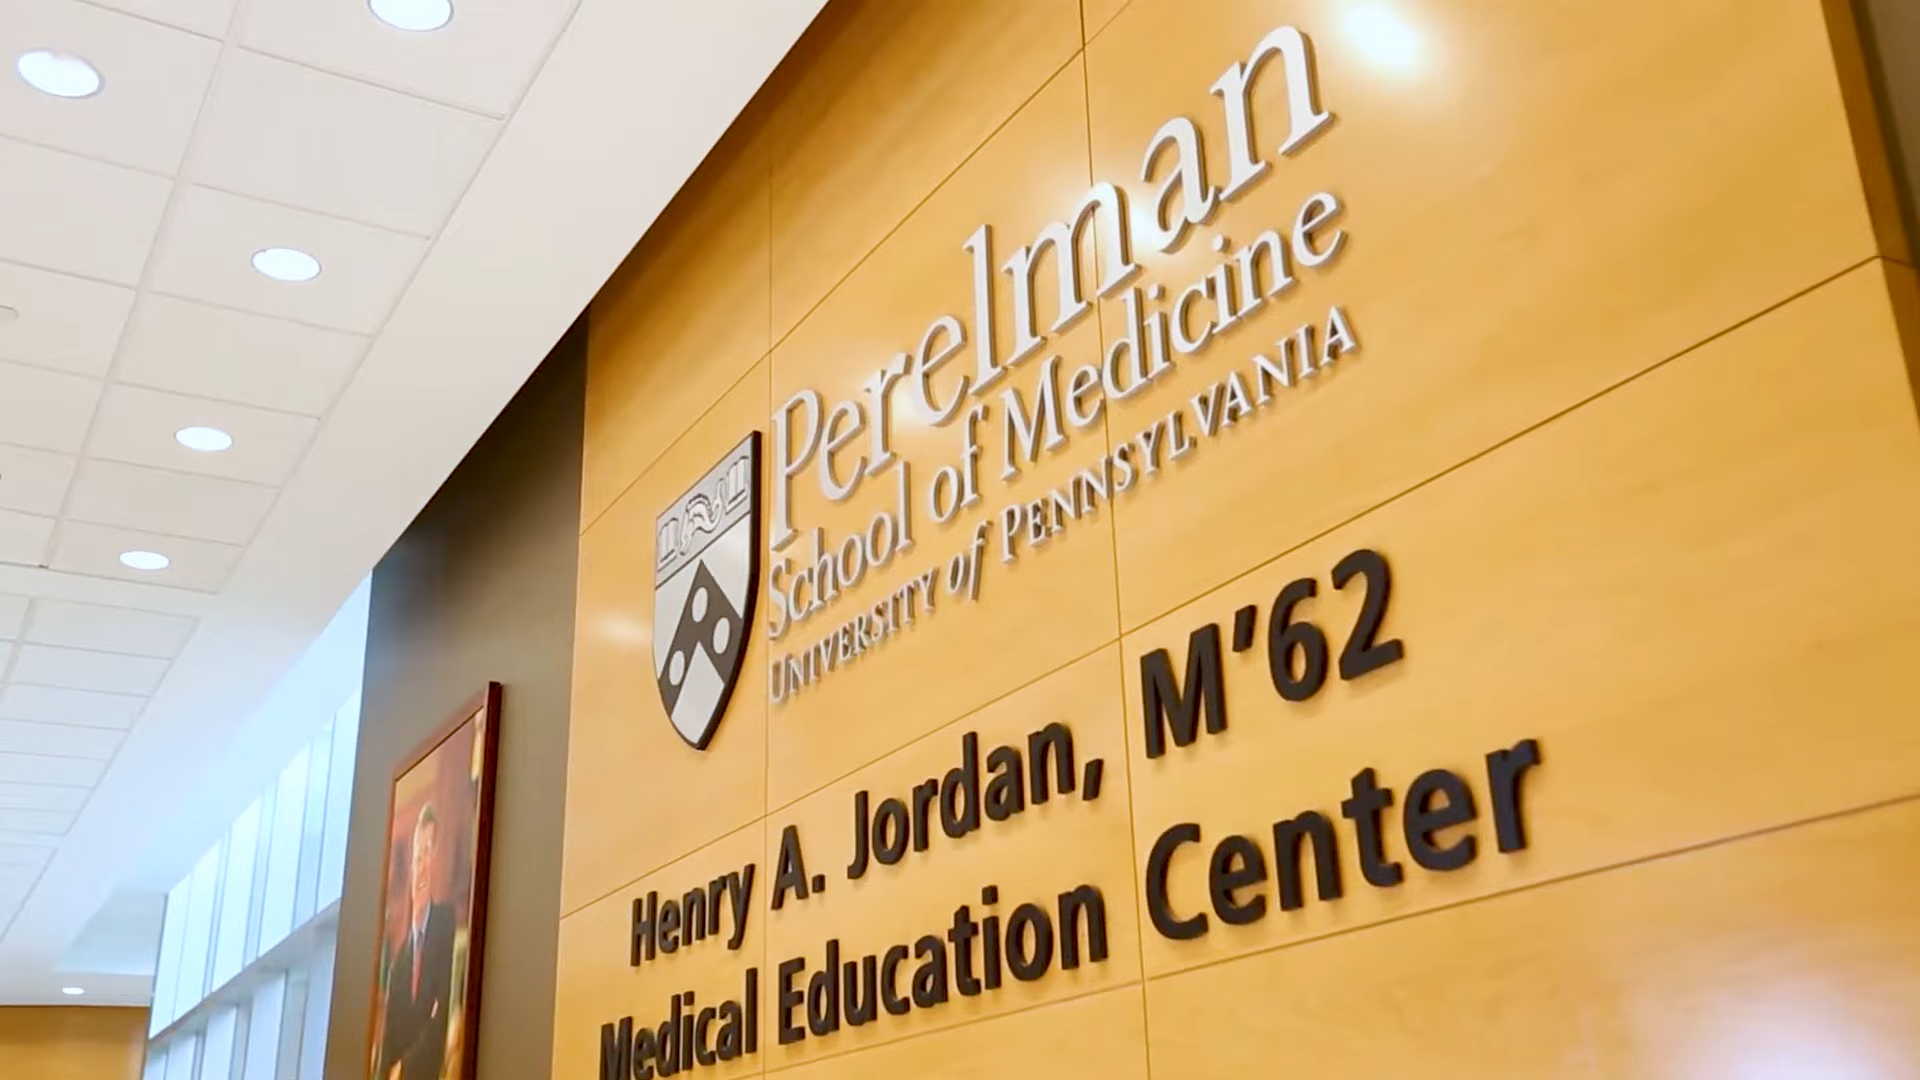 Perelman
School of Medicine
UNIVERSITY of PENNSYLVANIA
Henry A. Jordan, M’62
Medical Education Center